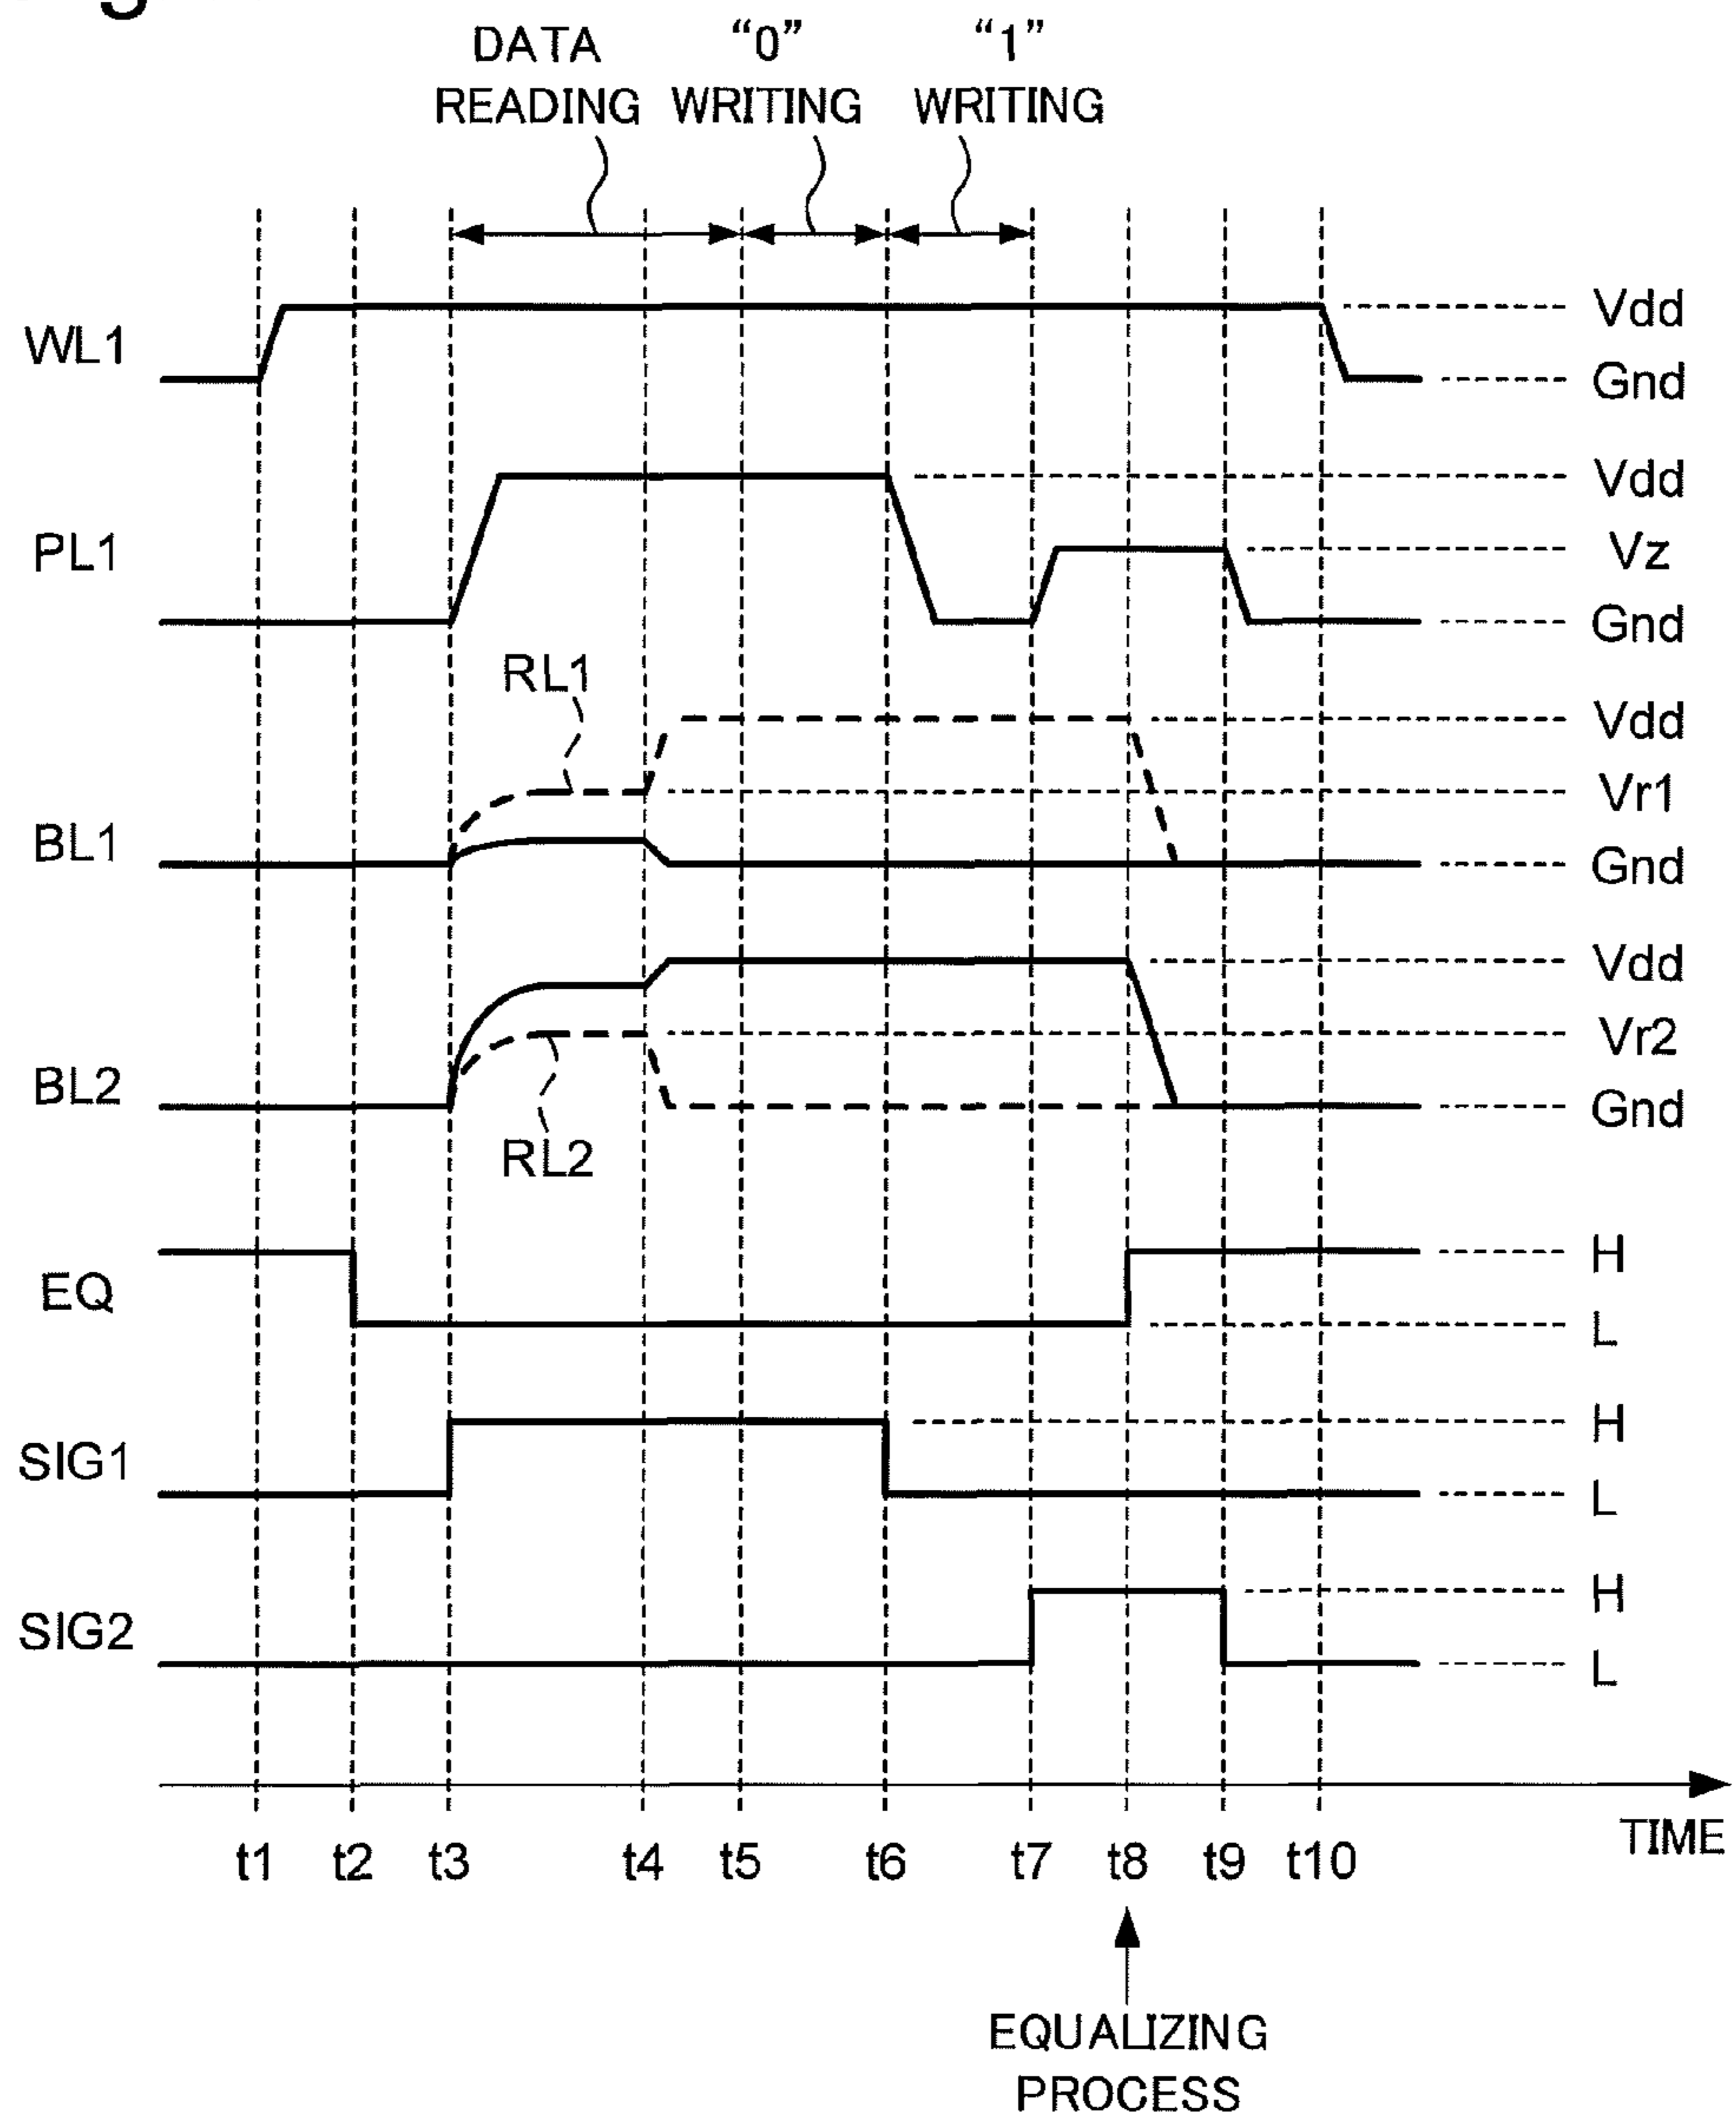 DATA READING
“0” WRITING
“1” WRITING
WL1
Vdd
Gnd
PL1
Vdd
Vz
Gnd
RL1
BL1
Vdd
Vr1
Gnd
BL2
Vdd
Vr2
Gnd
RL2
EQ
H
L
SIG1
H
L
SIG2
H
L
t1 t2 t3 t4 t5 t6 t7 t8 t9 t10
TIME
EQUALIZING
PROCESS